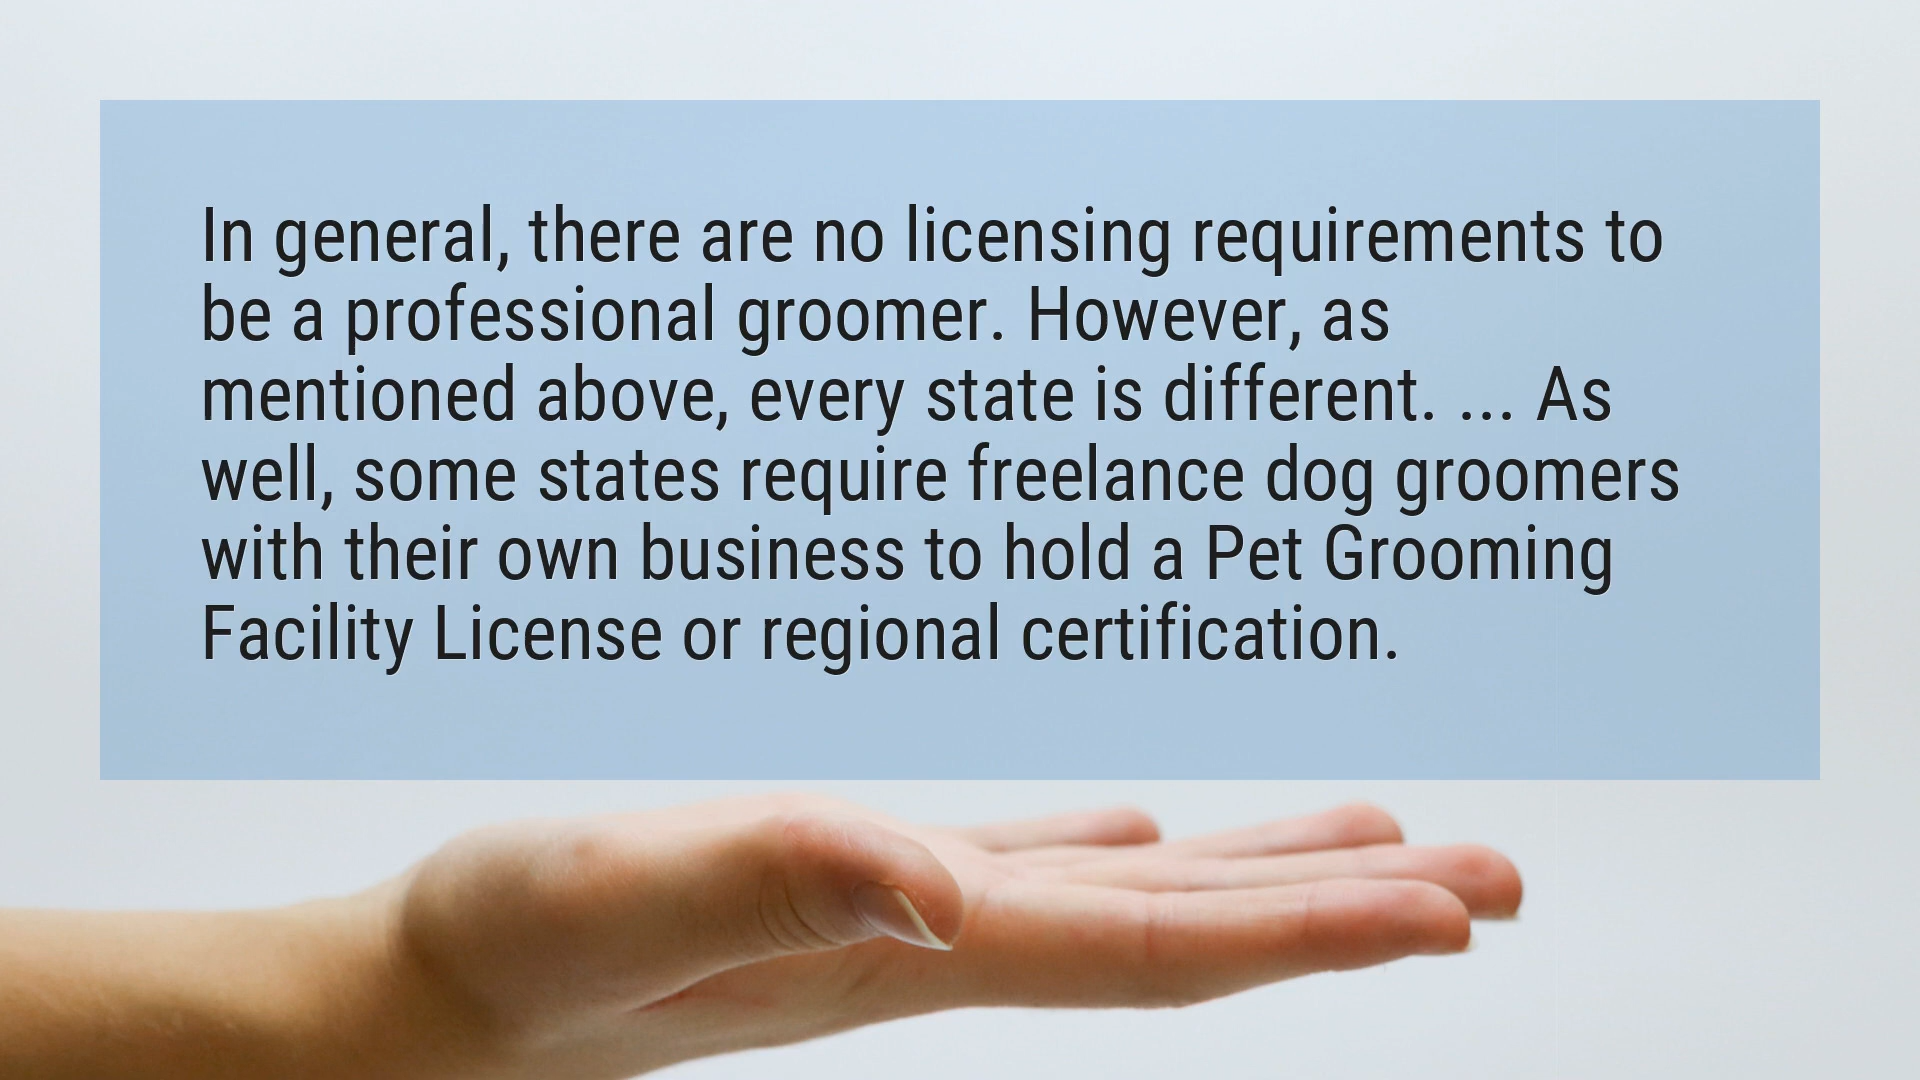 In general, there are no licensing requirements to
be a professional groomer. However, as
mentioned above, every state is different. ... As
well, some states require freelance dog groomers
with their own business to hold a Pet Grooming
Facility License or regional certification.